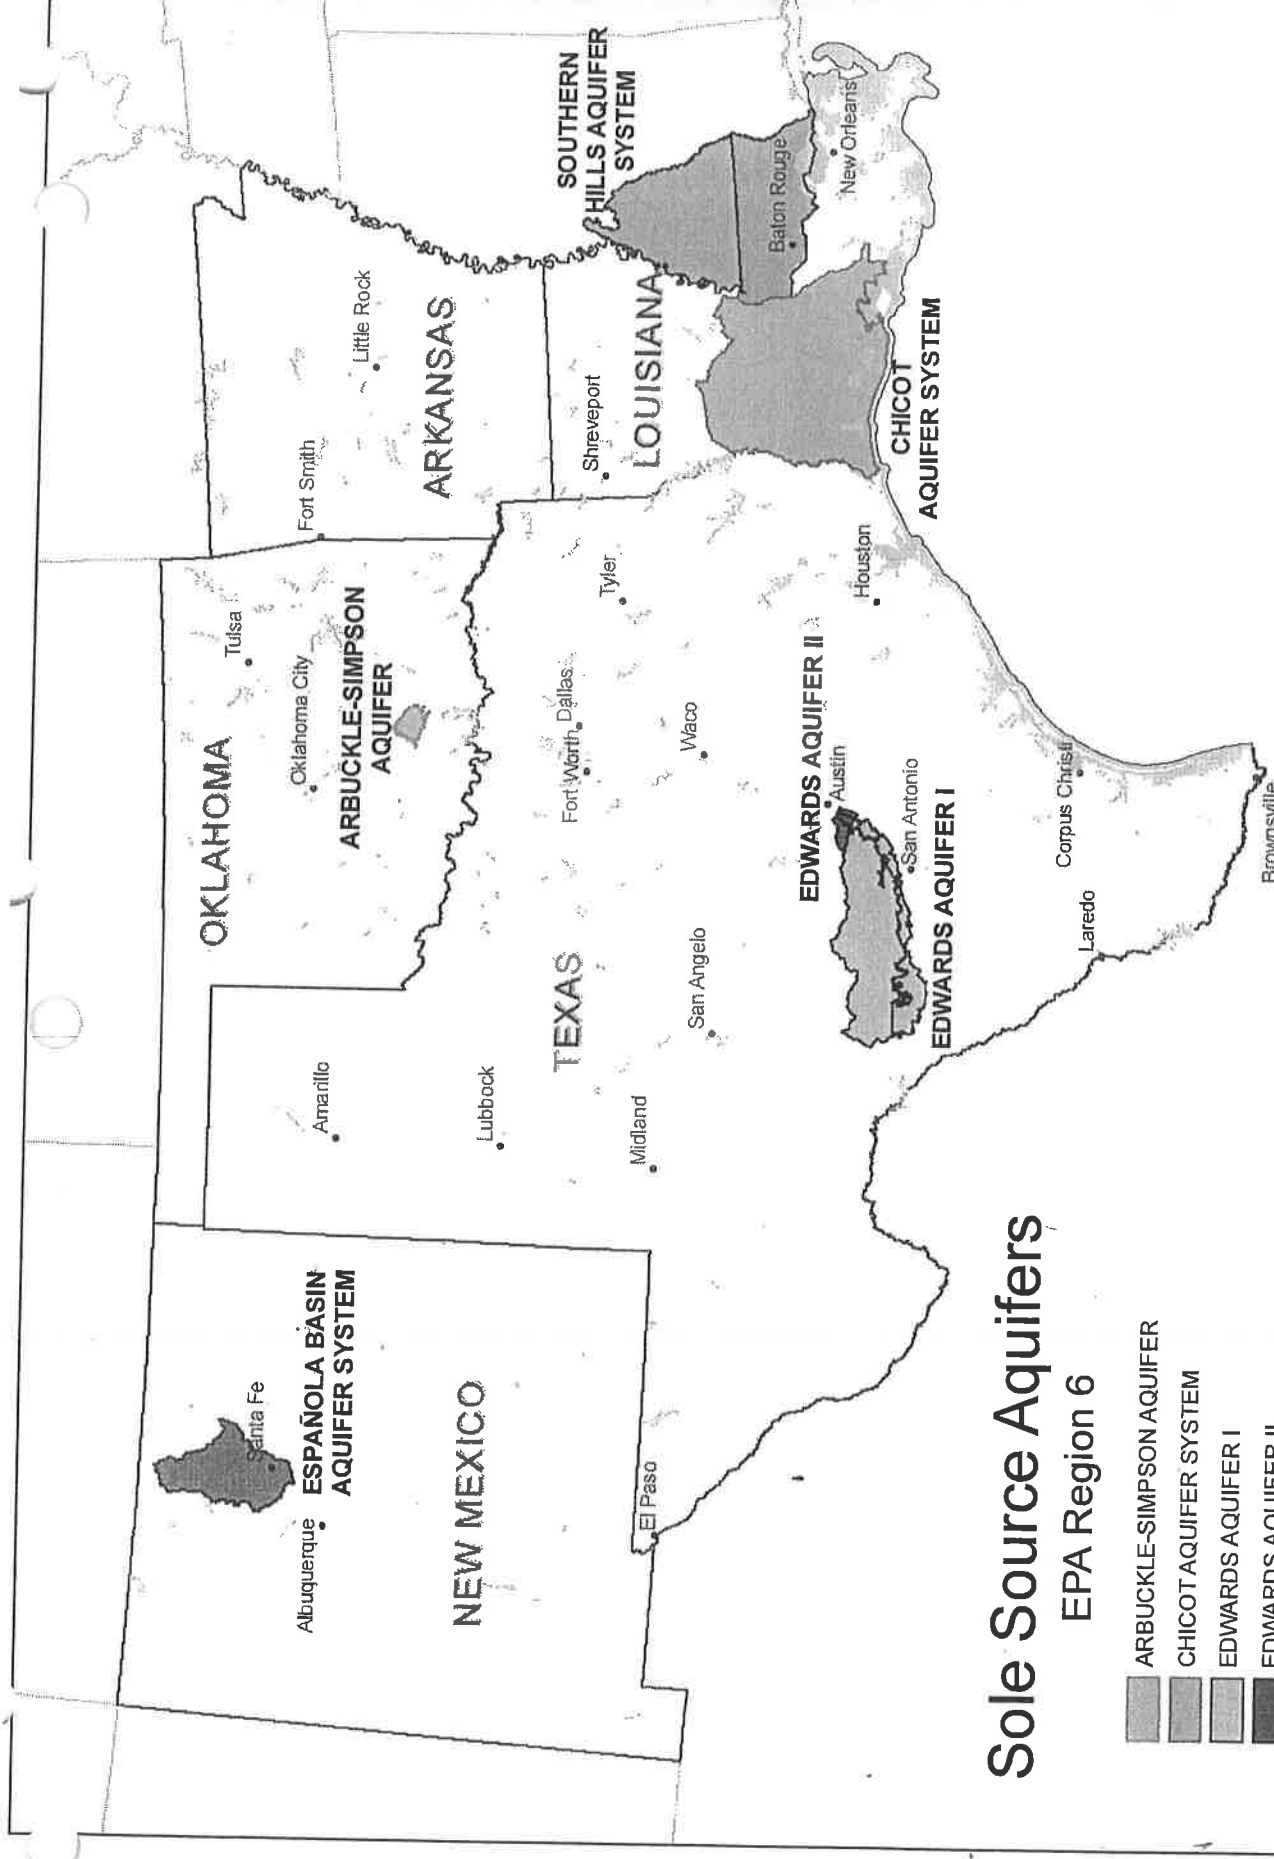 Sole Source Aquifers
EPA Region 6
ARBUCKLE-SIMPSON AQUIFER
CHICOT AQUIFER SYSTEM
EDWARDS AQUIFER I
EDWARDS AQUIFER II
NEW MEXICO
Santa Fe
Albuquerque
ESPAÑOLA BASIN
AQUIFER SYSTEM
El Paso
TEXAS
Amarillo
Lubbock
Midland
San Angelo
Fort Worth
Dallas
Waco
Tyler
Houston
EDWARDS AQUIFER II
Austin
San Antonio
EDWARDS AQUIFER I
Corpus Christi
Laredo
Brownsville
OKLAHOMA
Tulsa
Oklahoma City
ARBUCKLE-SIMPSON
AQUIFER
ARKANSAS
Fort Smith
Little Rock
LOUISIANA
Shreveport
SOUTHERN
HILLS AQUIFER
SYSTEM
Baton Rouge
New Orleans
CHICOT
AQUIFER SYSTEM